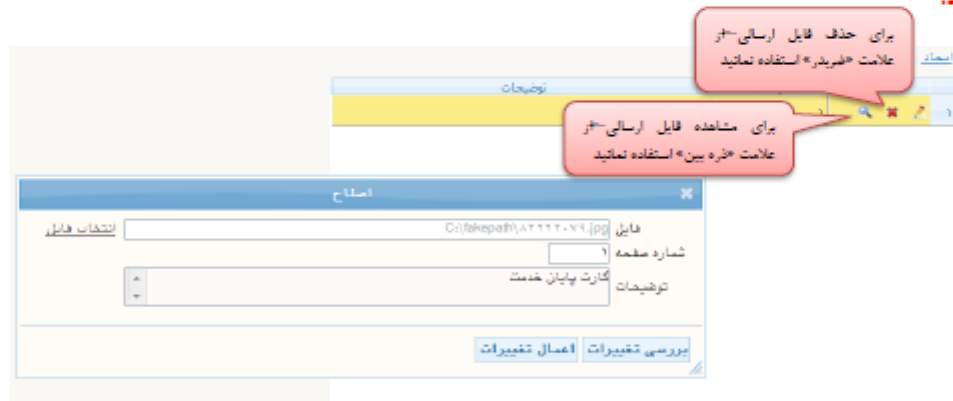 برای حذف فایل ارسالی از
علامت «ضربدر» استفاده نمائید
ایجاد
توضیحات
۱
برای مشاهده فایل ارسالی از
علامت «ذره بین» استفاده نمائید
اصلاح
فایل C:\fakepath\۸۲۲۲۲۰۷۹.jpg انتخاب فایل
شماره صفحه ۱
توضیحات کارت پایان خدمت
بررسی تغییرات اعمال تغییرات